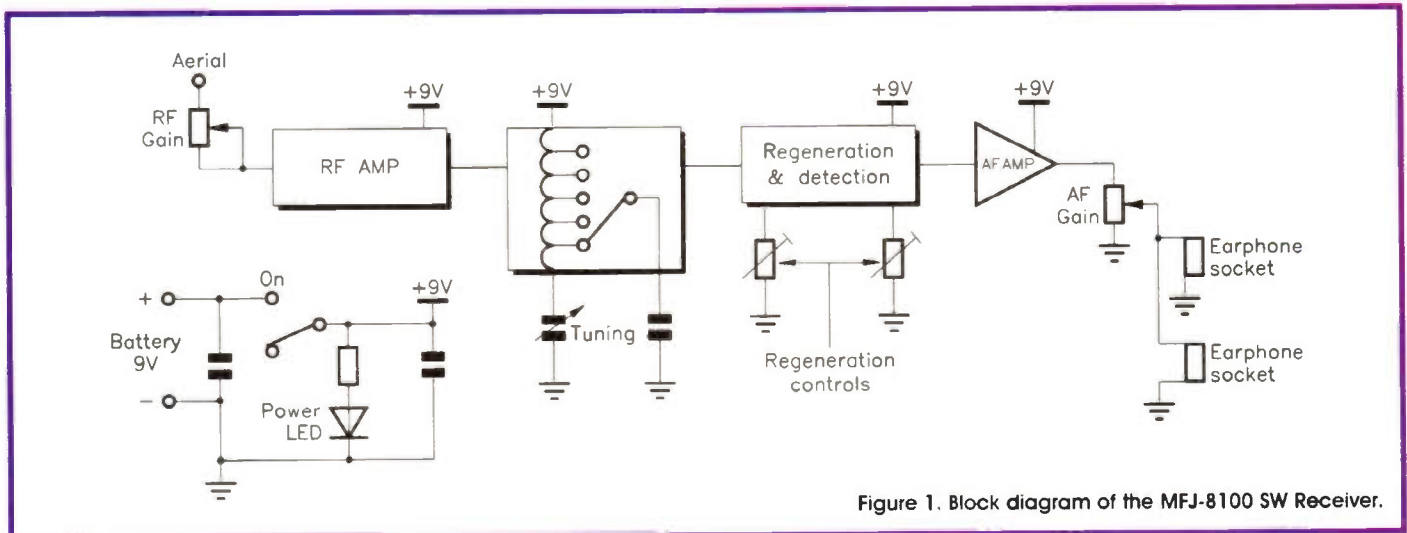 Aerial
RF
Gain
+9V
RF AMP
+9V
Tuning
+9V
Regeneration
& detection
Regeneration
controls
+9V
AF AMP
AF
Gain
Earphone
socket
Earphone
socket
On
+
Battery
9V
−
+9V
Power
LED
Figure 1. Block diagram of the MFJ-8100 SW Receiver.